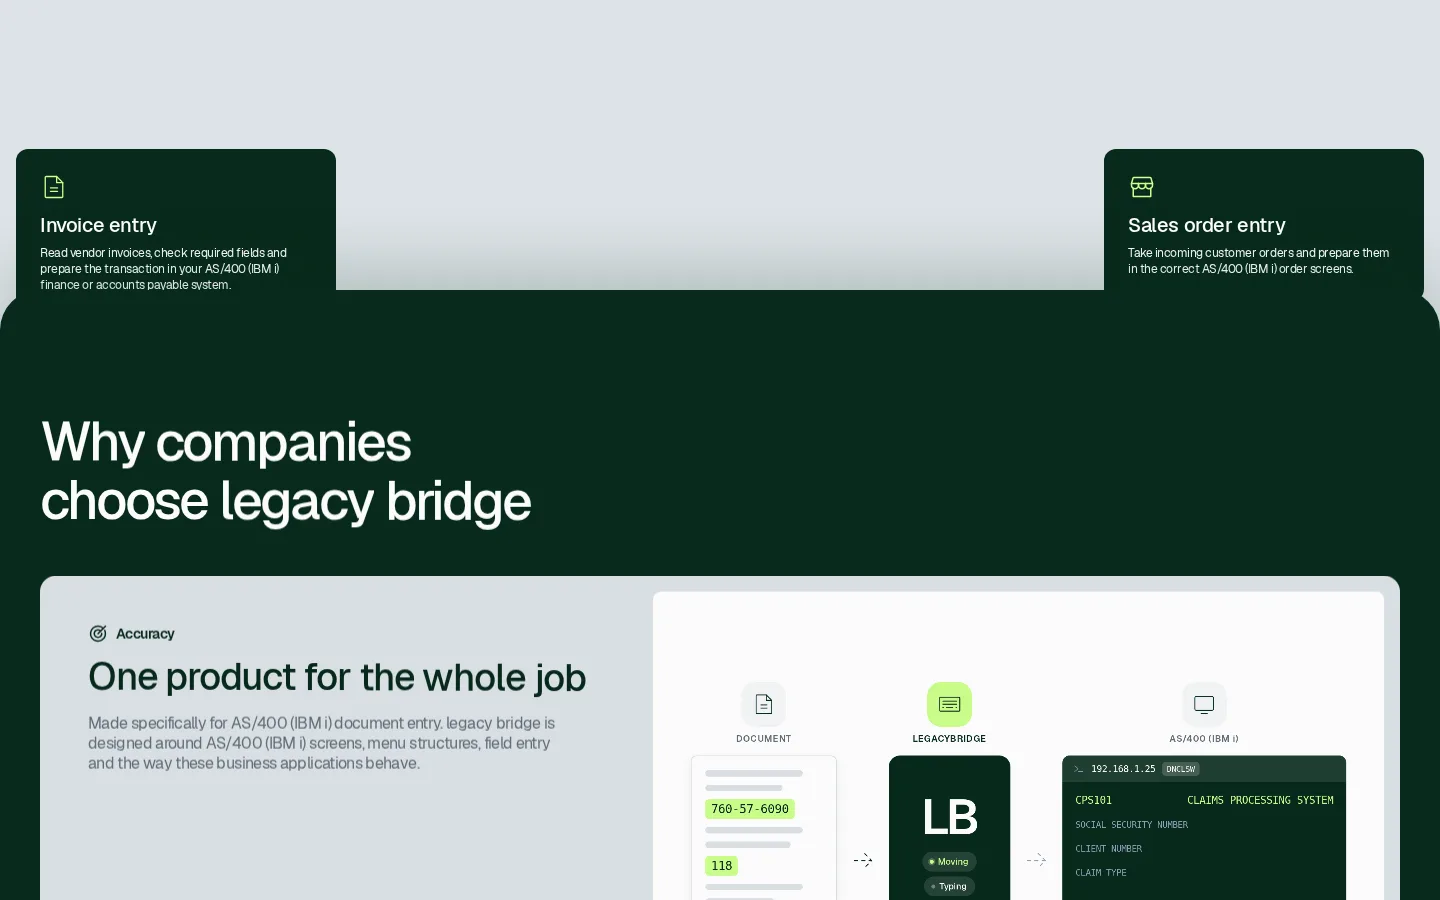 Invoice entry
Read vendor invoices, check required fields and
prepare the transaction in your AS/400 (IBM i)
finance or accounts payable system.
Sales order entry
Take incoming customer orders and prepare them
in the correct AS/400 (IBM i) order screens.
Why companies
choose legacy bridge
Accuracy
One product for the whole job
Made specifically for AS/400 (IBM i) document entry. legacy bridge is
designed around AS/400 (IBM i) screens, menu structures, field entry
and the way these business applications behave.
DOCUMENT
760-57-6090
118
LEGACYBRIDGE
LB
Moving
Typing
AS/400 (IBM i)
>_ 192.168.1.25 DNCLSW
CPS101 CLAIMS PROCESSING SYSTEM
SOCIAL SECURITY NUMBER
CLIENT NUMBER
CLAIM TYPE